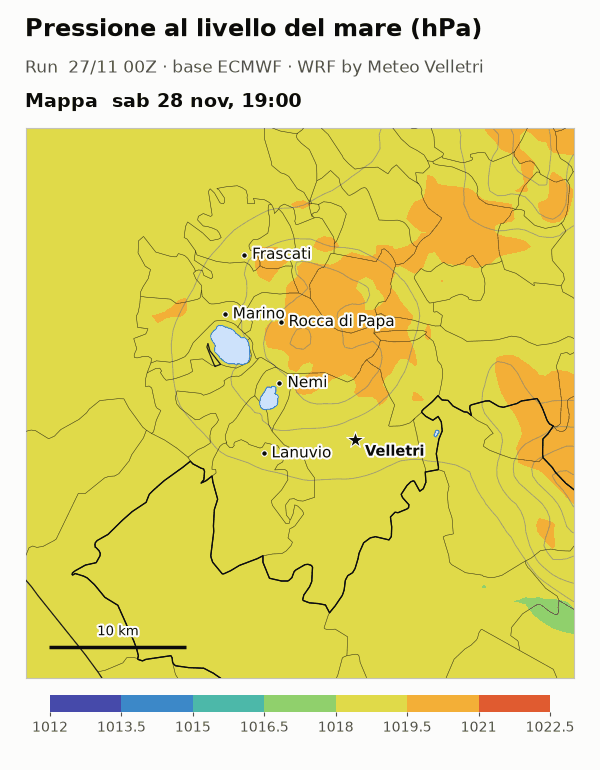 Pressione al livello del mare (hPa)
Run  27/11 00Z · base ECMWF · WRF by Meteo Velletri
Mappa  sab 28 nov, 19:00
Frascati
Marino
Rocca di Papa
Nemi
Velletri
Lanuvio
10 km
1012 1013.5 1015 1016.5 1018 1019.5 1021 1022.5